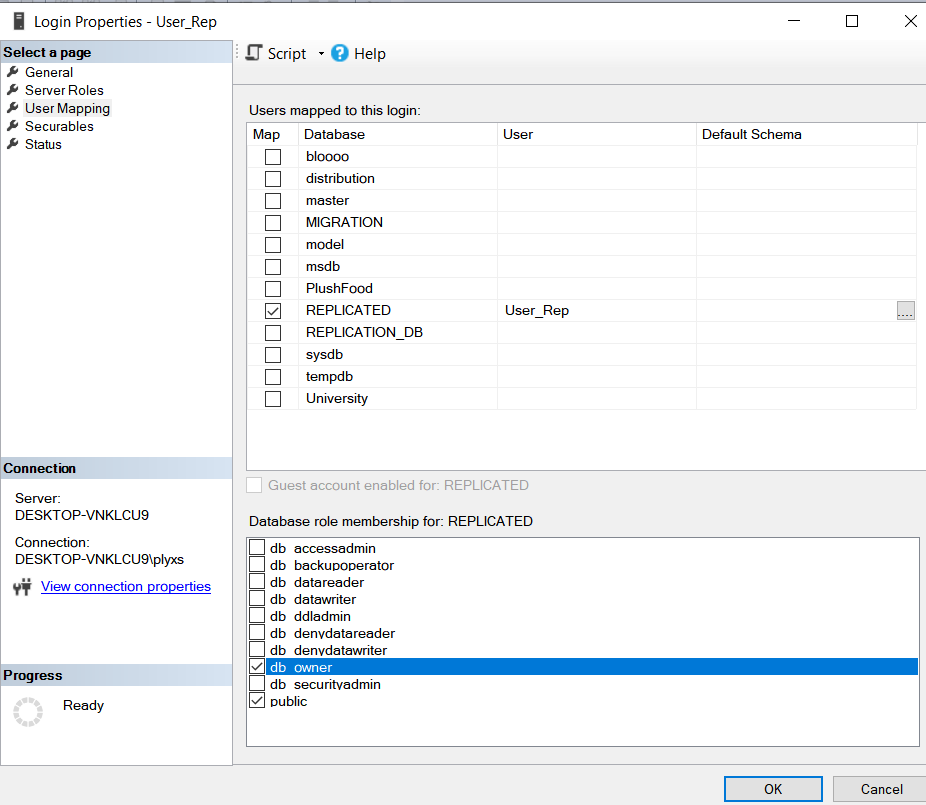 Login Properties - User_Rep
Select a page
General
Server Roles
User Mapping
Securables
Status
Connection
Server:
DESKTOP-VNKLCU9
Connection:
DESKTOP-VNKLCU9\plyxs
View connection properties
Progress
Ready
Script Help
Users mapped to this login:
Map Database User Default Schema
bloooo
distribution
master
MIGRATION
model
msdb
PlushFood
REPLICATED User_Rep ....
REPLICATION_DB
sysdb
tempdb
University
Guest account enabled for: REPLICATED
Database role membership for: REPLICATED
db_accessadmin
db_backupoperator
db_datareader
db_datawriter
db_ddladmin
db_denydatareader
db_denydatawriter
db_owner
db_securityadmin
public
OK Cancel